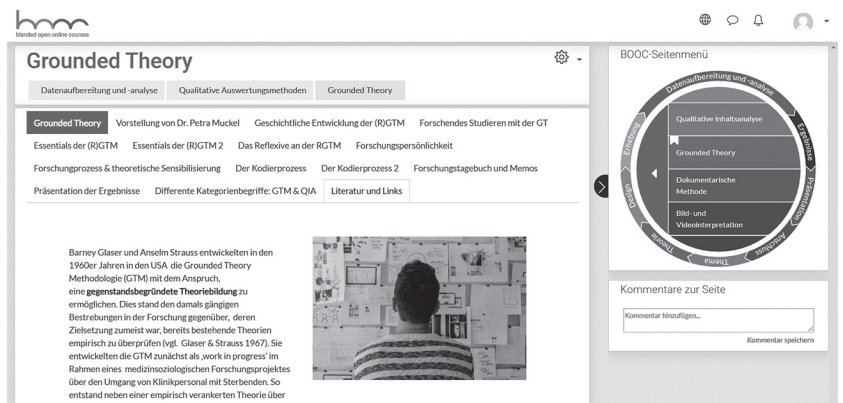 booc
blended open online courses
Grounded Theory
Datenaufbereitung und -analyse
Qualitative Auswertungsmethoden
Grounded Theory
Grounded Theory
Vorstellung von Dr. Petra Muckel
Geschichtliche Entwicklung der (R)GTM
Forschendes Studieren mit der GT
Essentials der (R)GTM
Essentials der (R)GTM 2
Das Reflexive an der RGTM
Forschungspersönlichkeit
Forschungprozess & theoretische Sensibilisierung
Der Kodierprozess
Der Kodierprozess 2
Forschungstagebuch und Memos
Präsentation der Ergebnisse
Differente Kategorienbegriffe: GTM & QIA
Literatur und Links
Barney Glaser und Anselm Strauss entwickelten in den
1960er Jahren in den USA die Grounded Theory
Methodologie (GTM) mit dem Anspruch,
eine gegenstandsbegründete Theoriebildung zu
ermöglichen. Dies stand den damals gängigen
Bestrebungen in der Forschung gegenüber, deren
Zielsetzung zumeist war, bereits bestehende Theorien
empirisch zu überprüfen (vgl. Glaser & Strauss 1967). Sie
entwickelten die GTM zunächst als ‚work in progress' im
Rahmen eines medizinsoziologischen Forschungsprojektes
über den Umgang von Klinikpersonal mit Sterbenden. So
entstand neben einer empirisch verankerten Theorie über
BOOC-Seitenmenü
Datenaufbereitung und -analyse
Ergebnisse
Präsentation
Anschluss
Thema
Theorie
Design
Erhebung
Qualitative Inhaltsanalyse
Grounded Theory
Dokumentarische
Methode
Bild- und
Videointerpretation
Kommentare zur Seite
Kommentar hinzufügen...
Kommentar speichern